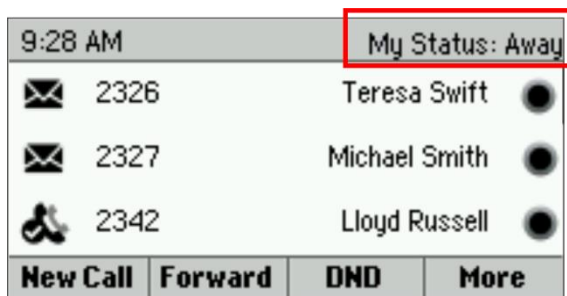 9:28 AM My Status: Away
2326 Teresa Swift
2327 Michael Smith
2342 Lloyd Russell
New Call Forward DND More